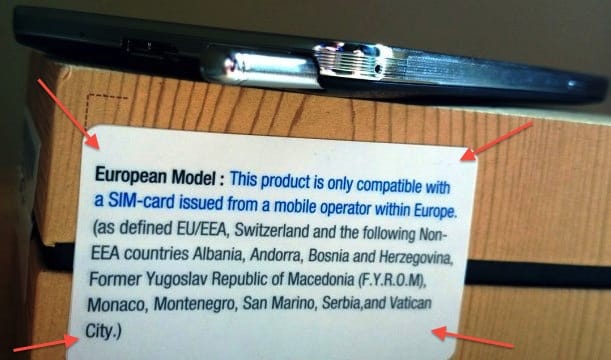 European Model : This product is only compatible with
a SIM-card issued from a mobile operator within Europe.
(as defined EU/EEA, Switzerland and the following Non-
EEA countries Albania, Andorra, Bosnia and Herzegovina,
Former Yugoslav Republic of Macedonia (F.Y.R.O.M),
Monaco, Montenegro, San Marino, Serbia,and Vatican
City.)